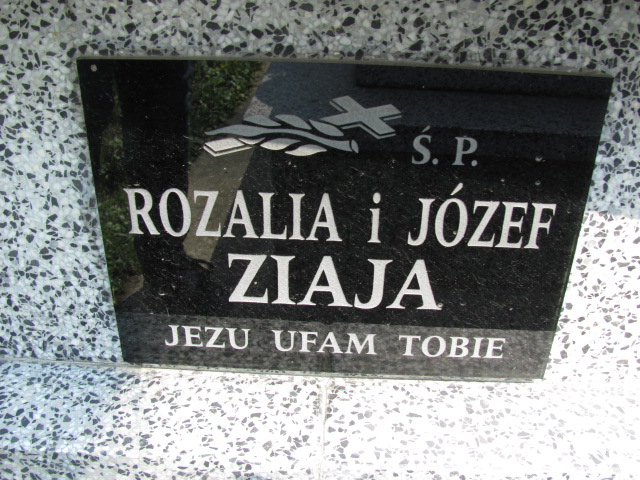 Ś. P.
ROZALIA i JÓZEF
ZIAJA
JEZU UFAM TOBIE